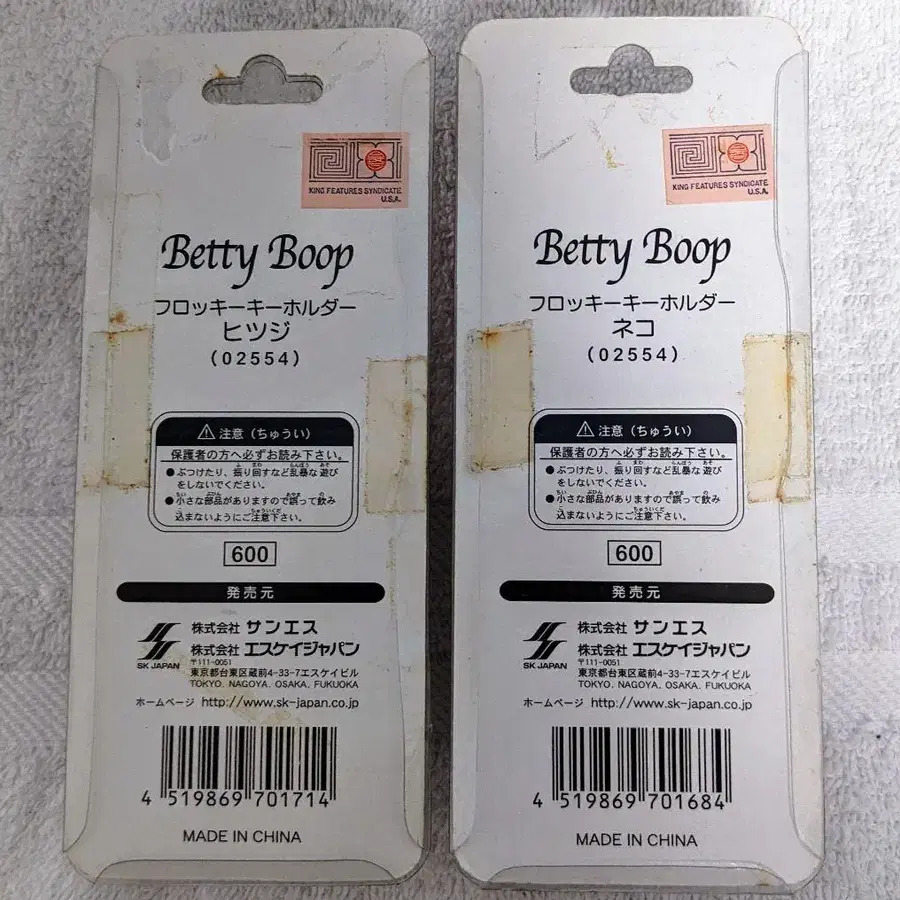 KING FEATURES SYNDICATE
U.S.A.
Betty Boop
フロッキーキーホルダー
ヒツジ
(02554)
⚠注意(ちゅうい)
保護者の方へ必ずお読み下さい。
●ぶつけたり、振り回すなど乱暴な遊び
をしないでください。
●小さな部品がありますので誤って飲み
込まないようにご注意下さい。
600
発売元
SK JAPAN
株式会社 サンエス
株式会社 エスケイジャパン
〒111-0051
東京都台東区蔵前4-33-7エスケイビル
TOKYO. NAGOYA. OSAKA. FUKUOKA
ホームページ http://www.sk-japan.co.jp
4 519869 701714
MADE IN CHINA
KING FEATURES SYNDICATE
U.S.A.
Betty Boop
フロッキーキーホルダー
ネコ
(02554)
⚠注意(ちゅうい)
保護者の方へ必ずお読み下さい。
●ぶつけたり、振り回すなど乱暴な遊び
をしないでください。
●小さな部品がありますので誤って飲み
込まないようにご注意下さい。
600
発売元
SK JAPAN
株式会社 サンエス
株式会社 エスケイジャパン
〒111-0051
東京都台東区蔵前4-33-7エスケイビル
TOKYO. NAGOYA. OSAKA. FUKUOKA
ホームページ http://www.sk-japan.co.jp
4 519869 701684
MADE IN CHINA